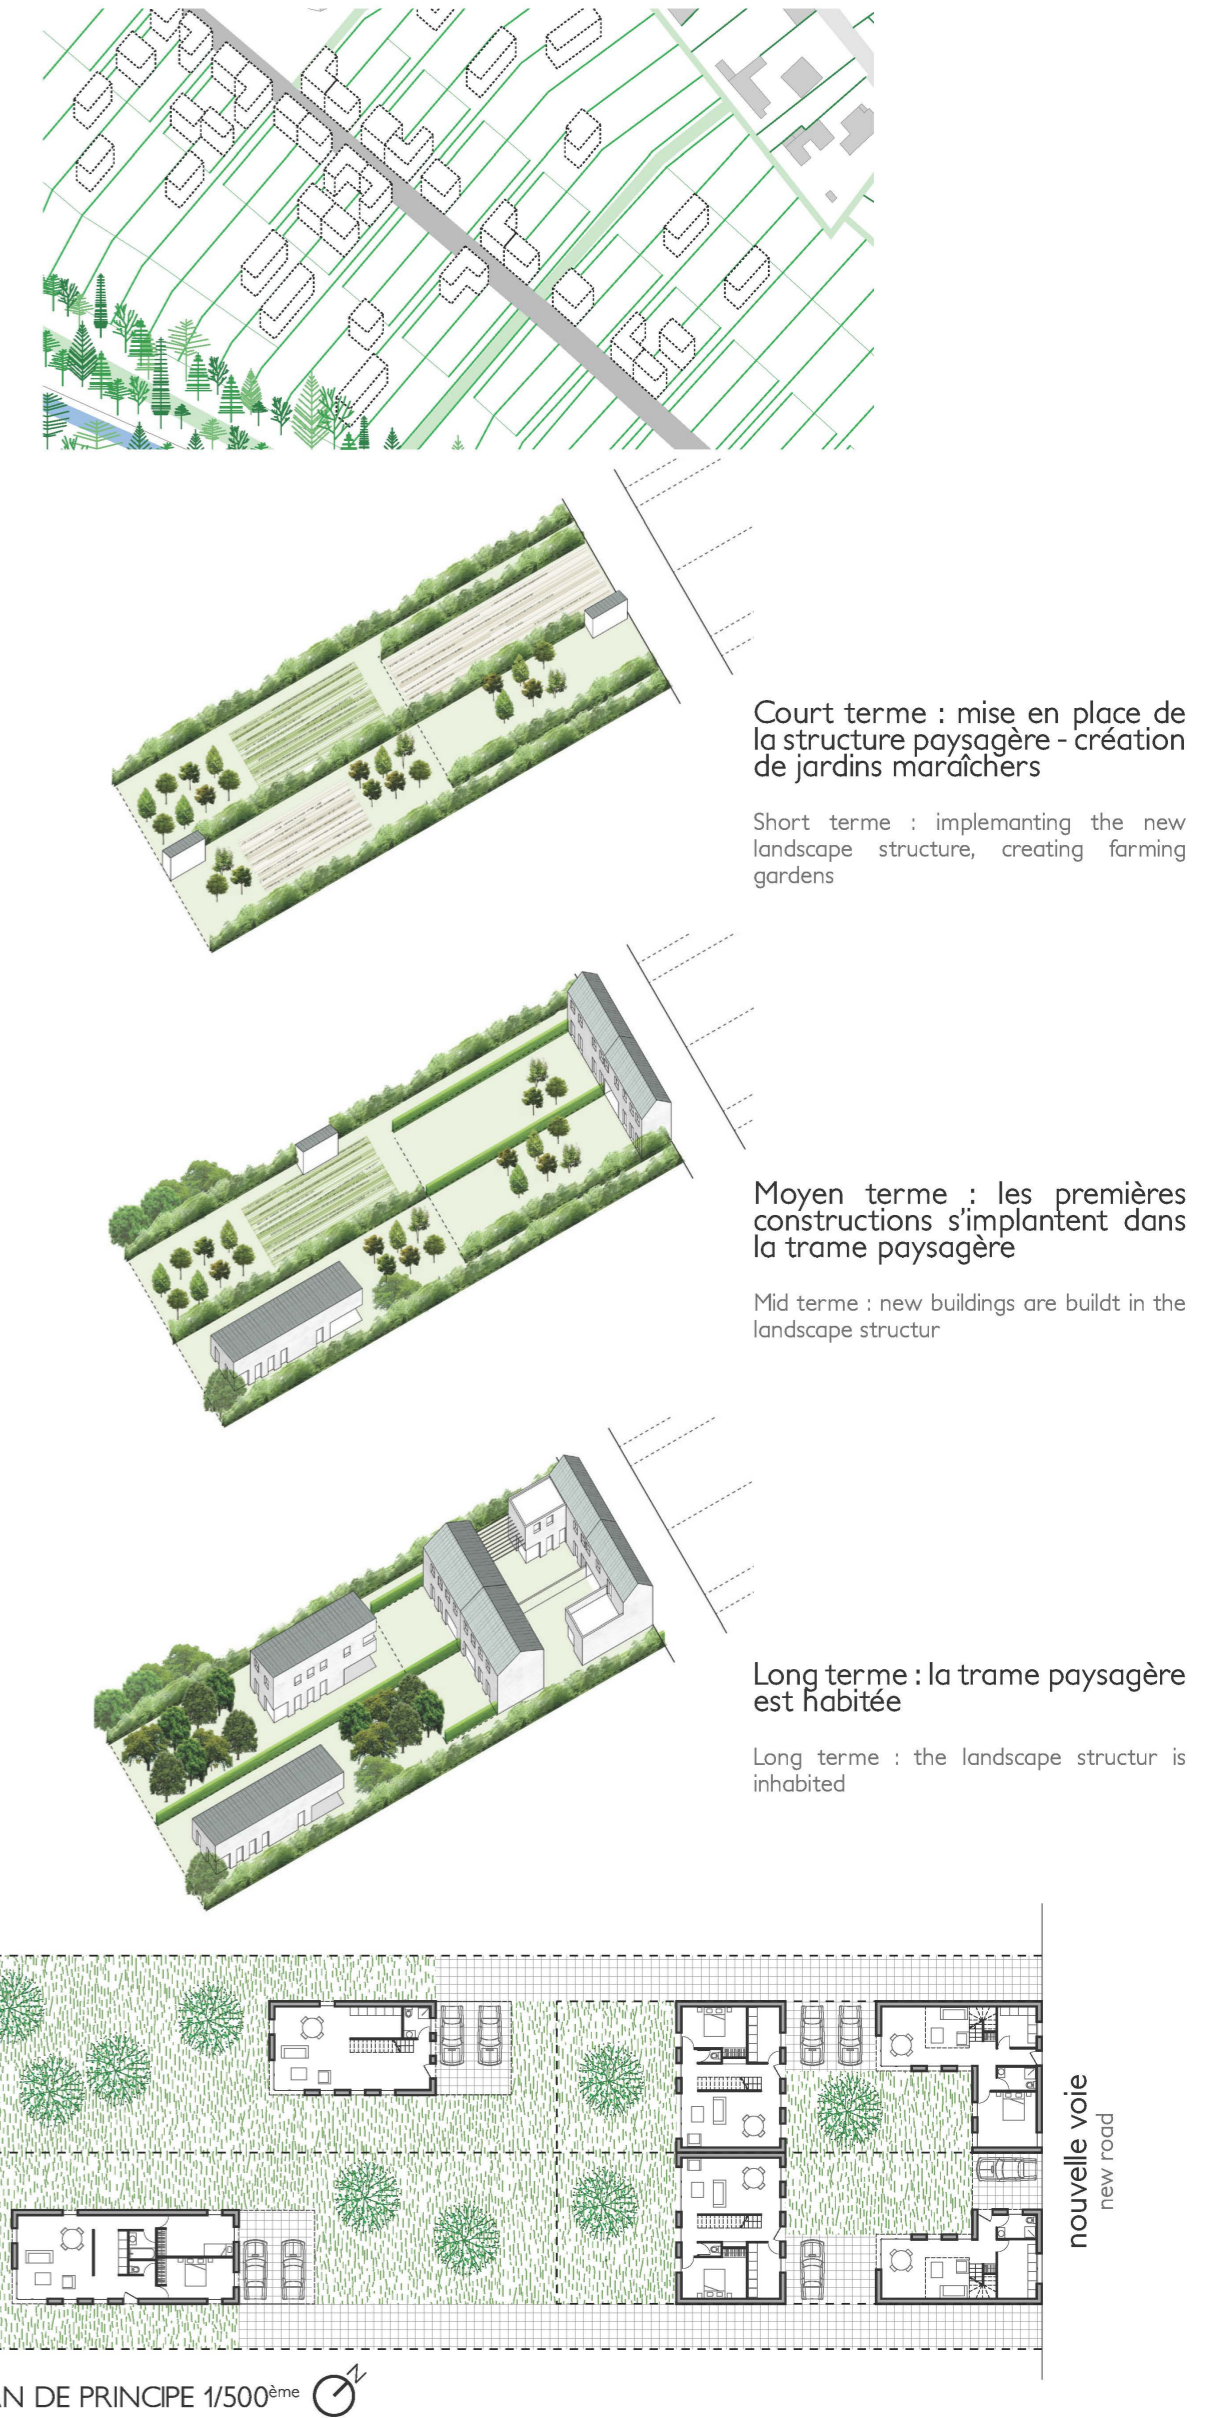 Court terme : mise en place de
la structure paysagère - création
de jardins maraîchers
Short terme : implemanting the new
landscape structure, creating farming
gardens
Moyen terme : les premières
constructions s'implantent dans
la trame paysagère
Mid terme : new buildings are buildt in the
landscape structur
Long terme : la trame paysagère
est habitée
Long terme : the landscape structur is
inhabited
nouvelle voie
new road
AN DE PRINCIPE 1/500ème
N